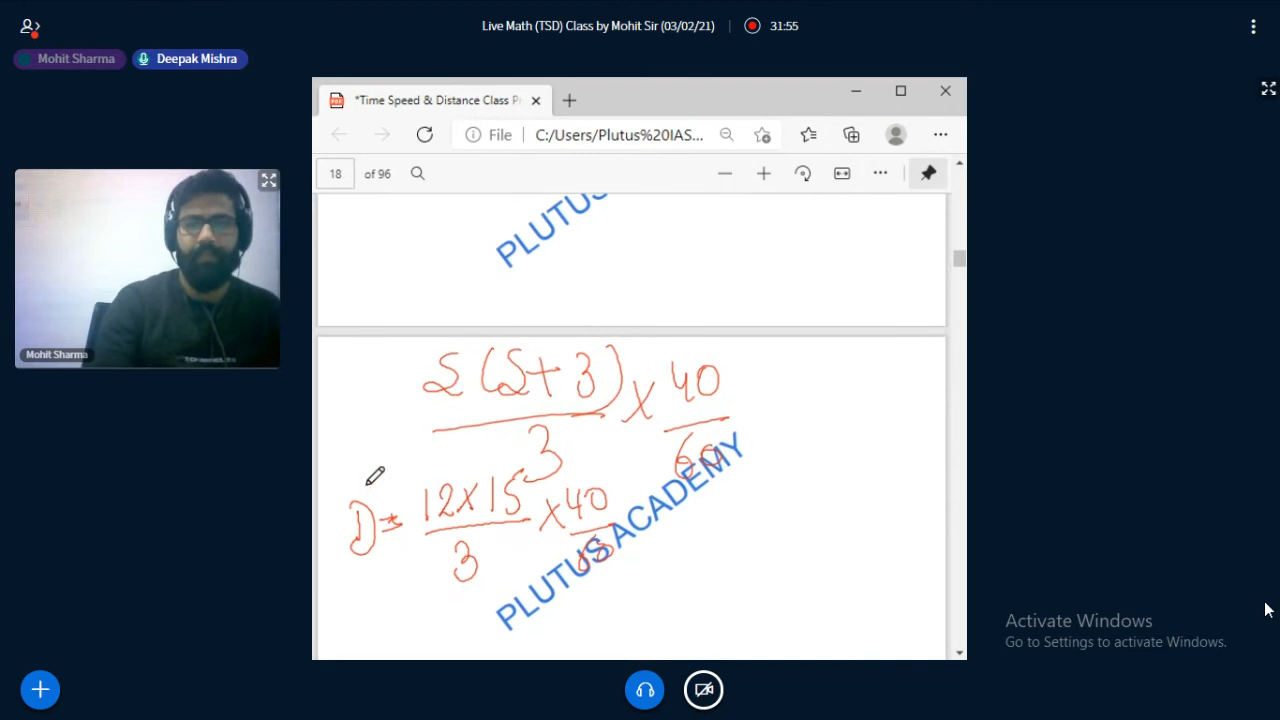 Live Math (TSD) Class by Mohit Sir (03/02/21) 31:55
Mohit Sharma Deepak Mishra
*Time Speed & Distance Class P
File C:/Users/Plutus%20IAS...
18 of 96
PLUTUS
Mohit Sharma
2 (2+3) × 40
3 60
D = 12×15 × 40
3
PLUTUS ACADEMY
Activate Windows
Go to Settings to activate Windows.